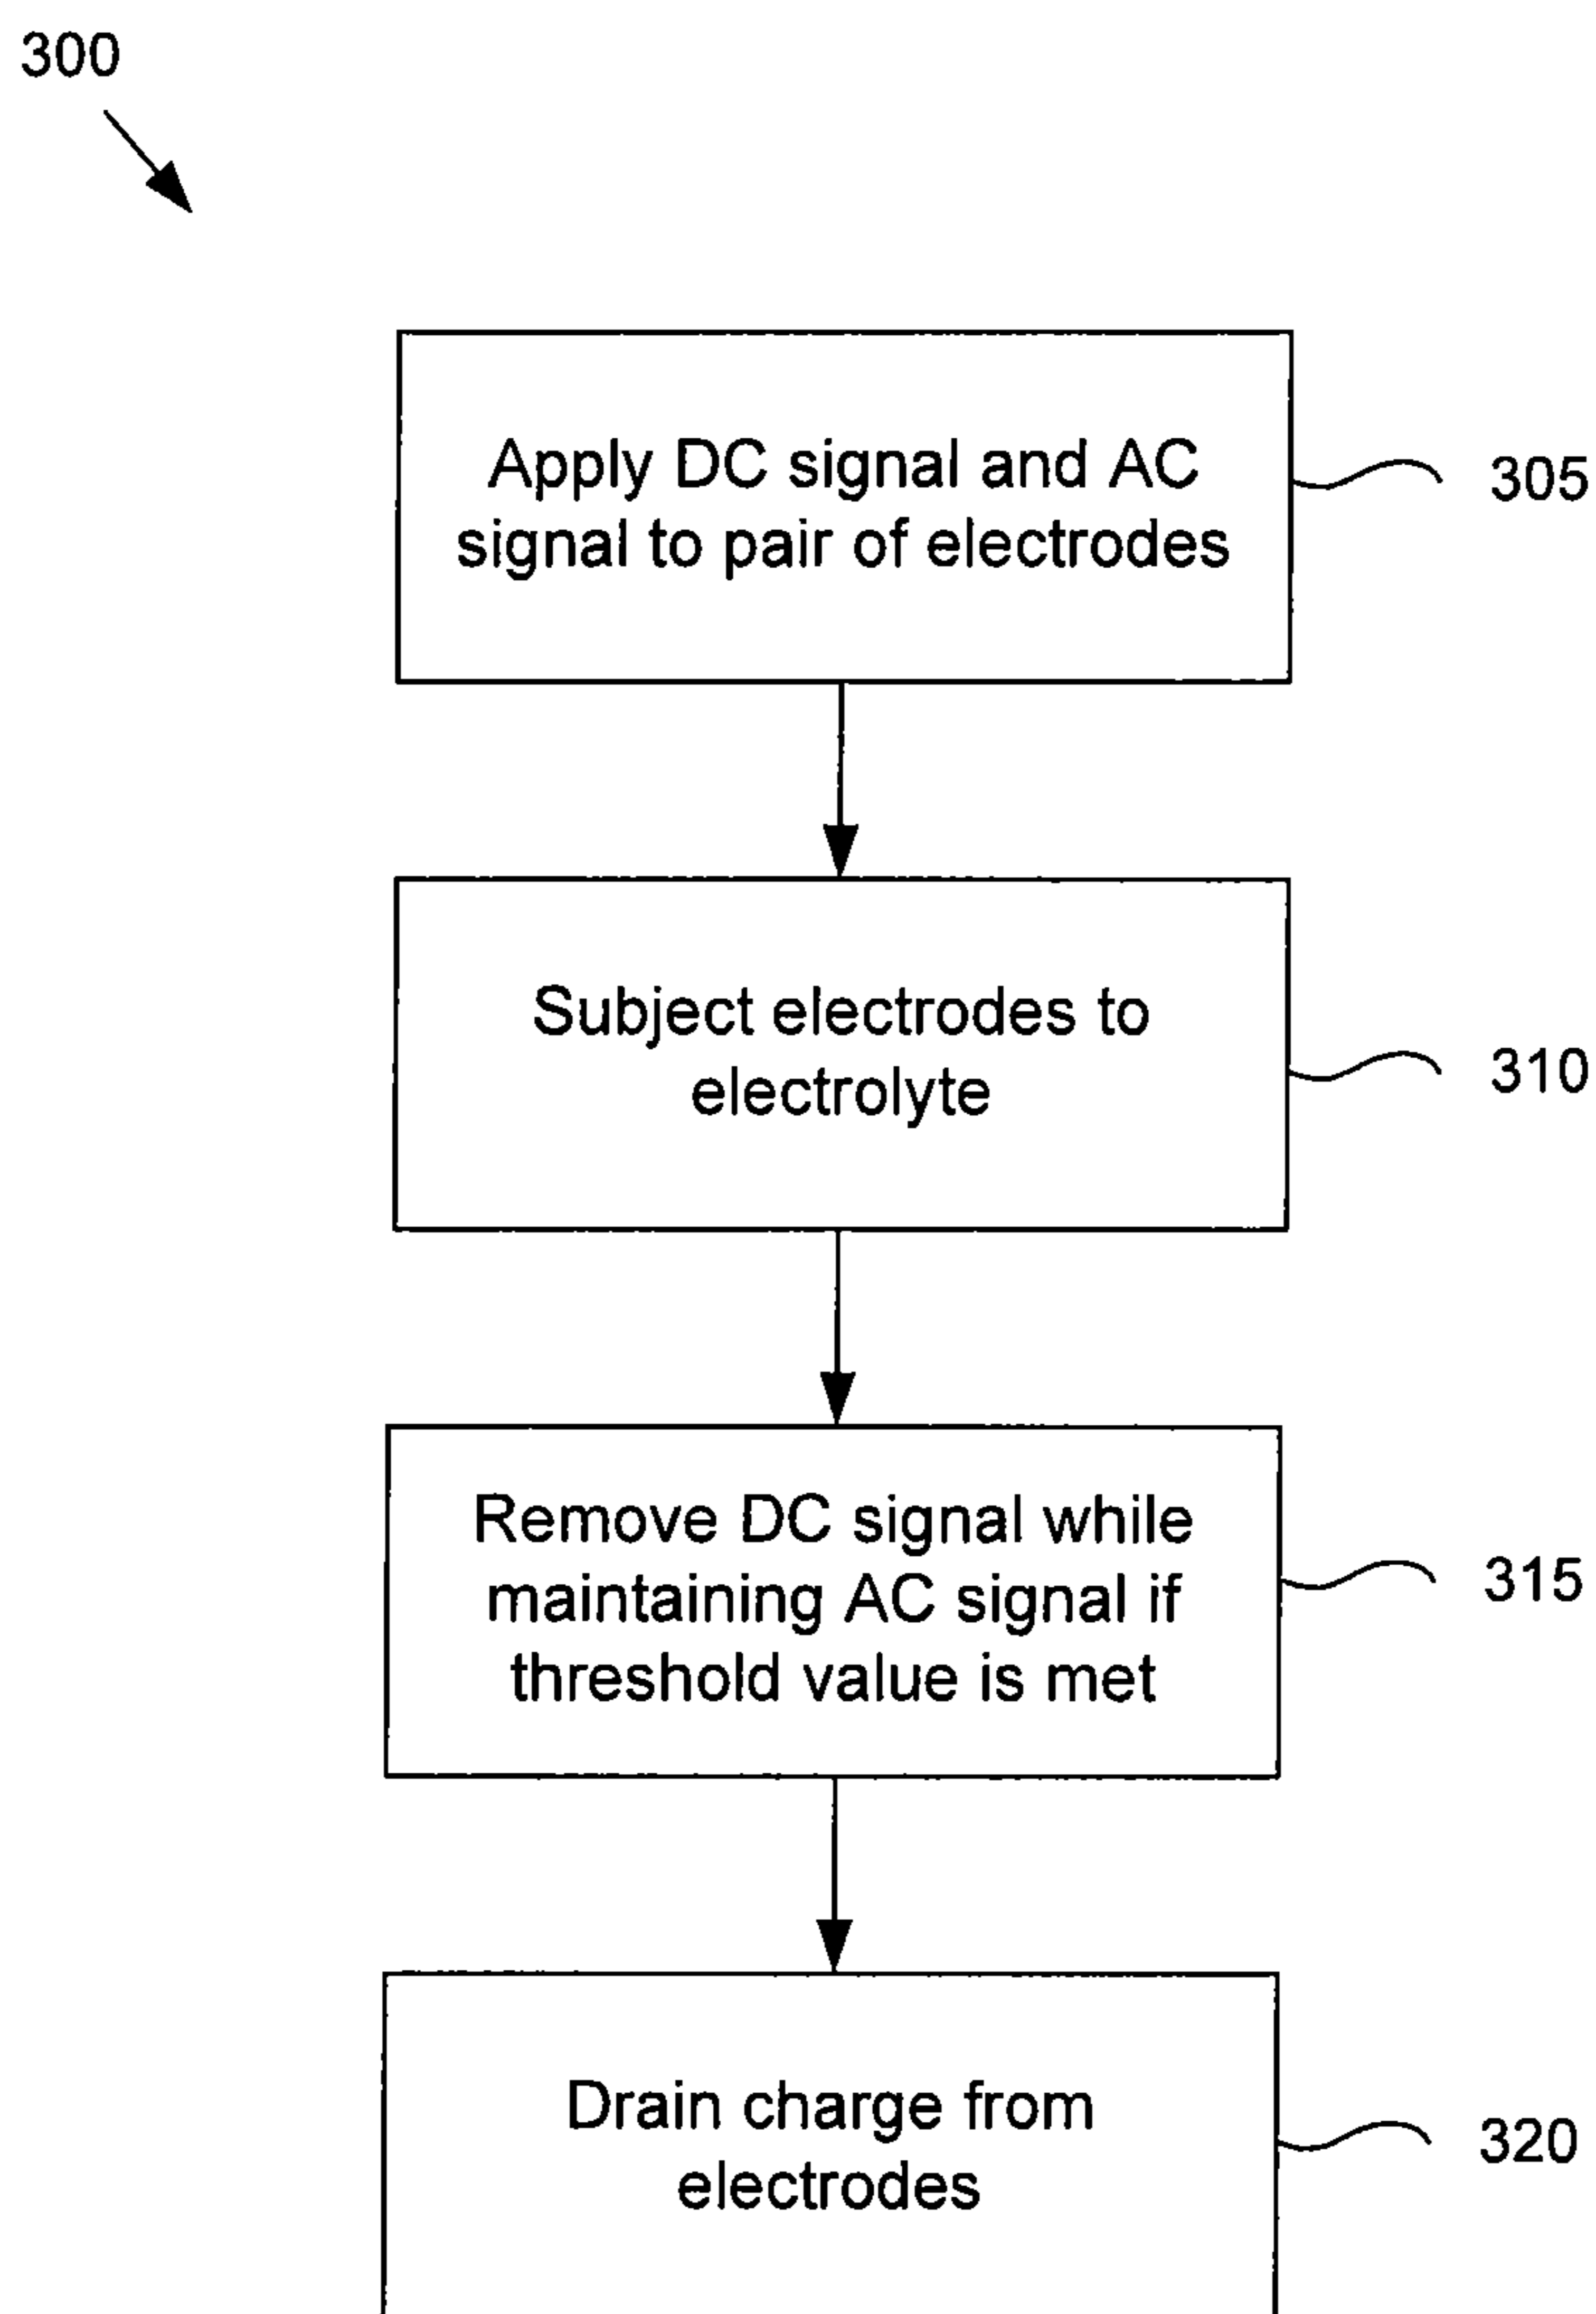 300
Apply DC signal and AC
signal to pair of electrodes
305
Subject electrodes to
electrolyte
310
Remove DC signal while
maintaining AC signal if
threshold value is met
315
Drain charge from
electrodes
320